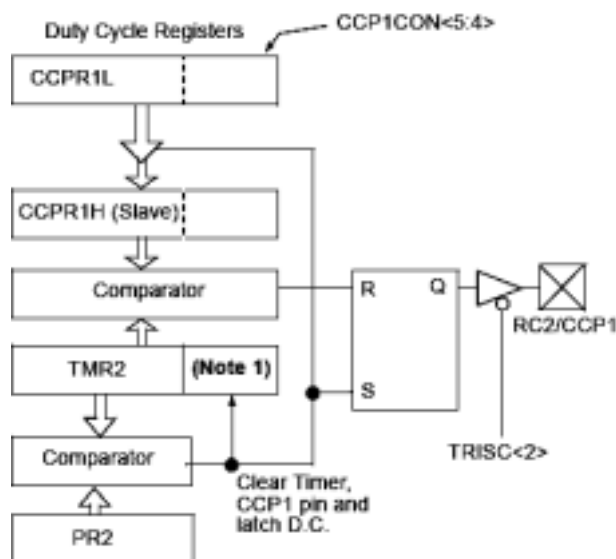 Duty Cycle Registers
CCP1CON<5:4>
CCPR1L
CCPR1H (Slave)
Comparator
R
Q
RC2/CCP1
TMR2
(Note 1)
S
TRISC<2>
Comparator
Clear Timer,
CCP1 pin and
latch D.C.
PR2